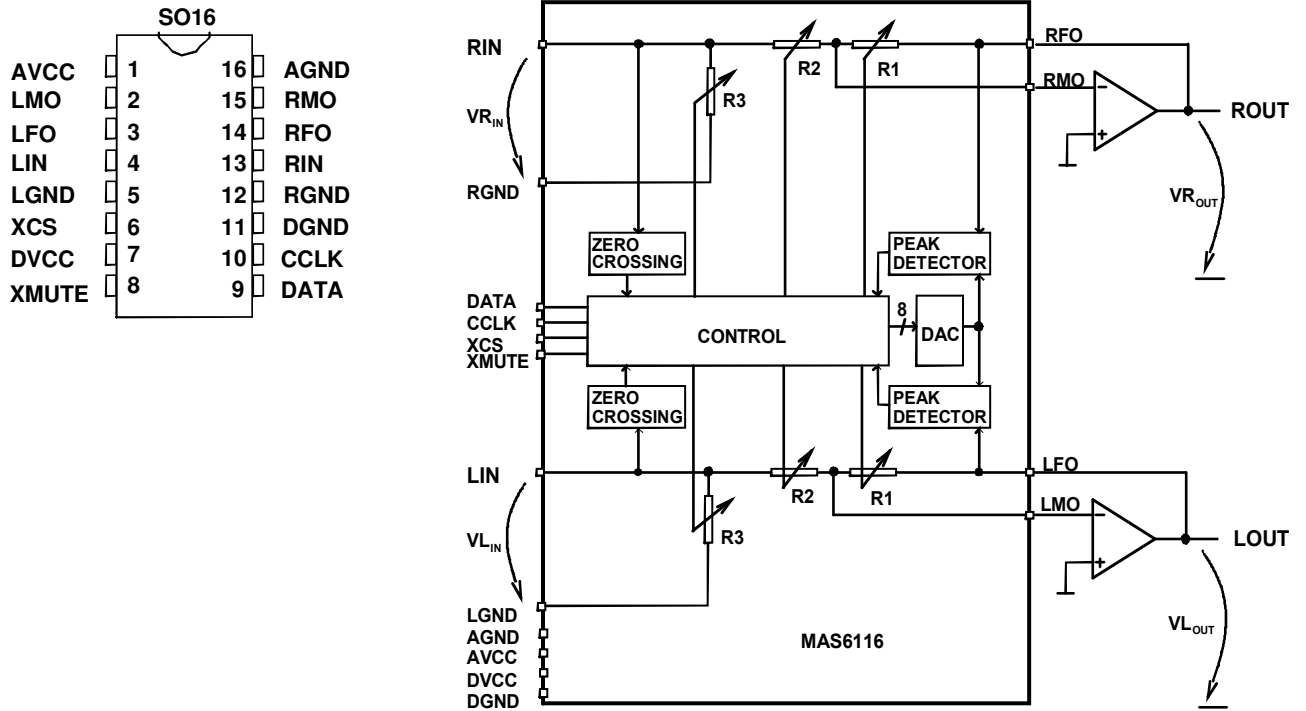 SO16
AVCC 1 16 AGND
LMO 2 15 RMO
LFO 3 14 RFO
LIN 4 13 RIN
LGND 5 12 RGND
XCS 6 11 DGND
DVCC 7 10 CCLK
XMUTE 8 9 DATA
RIN
RFO
R2
R1
RMO
R3
ROUT
VRIN
RGND
VROUT
ZERO
CROSSING
PEAK
DETECTOR
DATA
CCLK
XCS
XMUTE
CONTROL
8
DAC
ZERO
CROSSING
PEAK
DETECTOR
LIN
LFO
R2
R1
LMO
R3
LOUT
VLIN
LGND
AGND
AVCC
DVCC
DGND
MAS6116
VLOUT